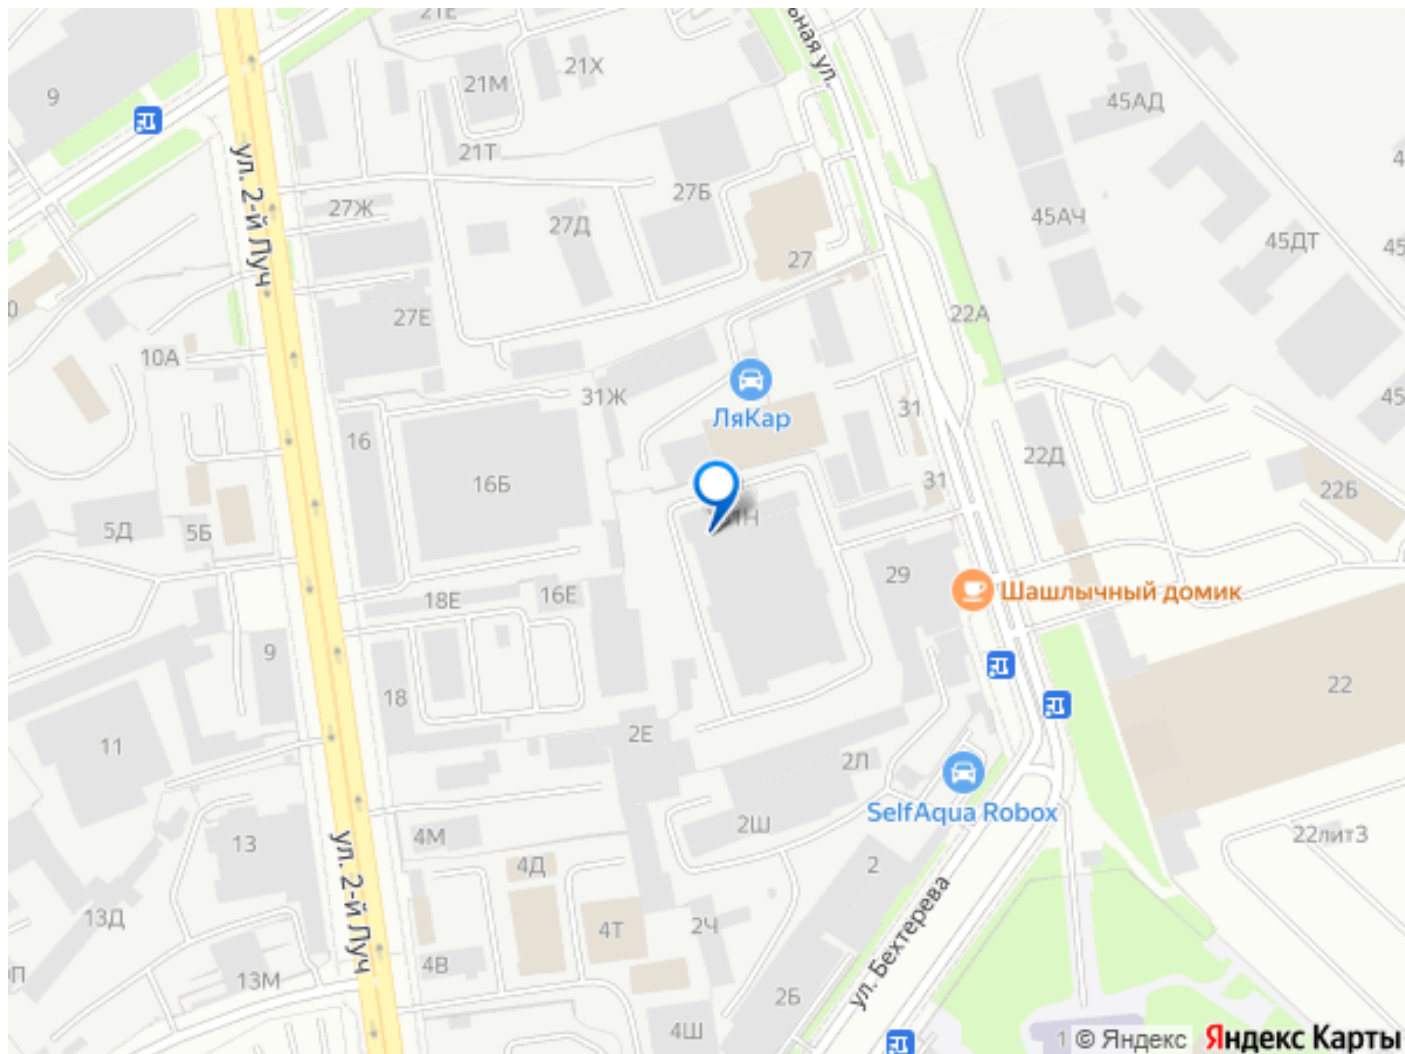 21Е
21Х
21М
9
45АД
21Т
27Б
27Ж
27Д
45АЧ
45ДТ
ул. 2-й Луч
27
27Е
22А
10А
31Ж
ЛяКар
31
16
22Д
16Б
31
22Б
5Д
5Б
29
18Е
16Е
Шашлычный домик
9
18
22
11
2Е
2Л
SelfAqua Robox
4М
2Ш
22лит3
13
4Д
2
ул. 2-й Луч
13Д
4Т
2Ч
ул. Бехтерева
4В
13М
2Б
4Ш
1
© Яндекс
Яндекс Карты